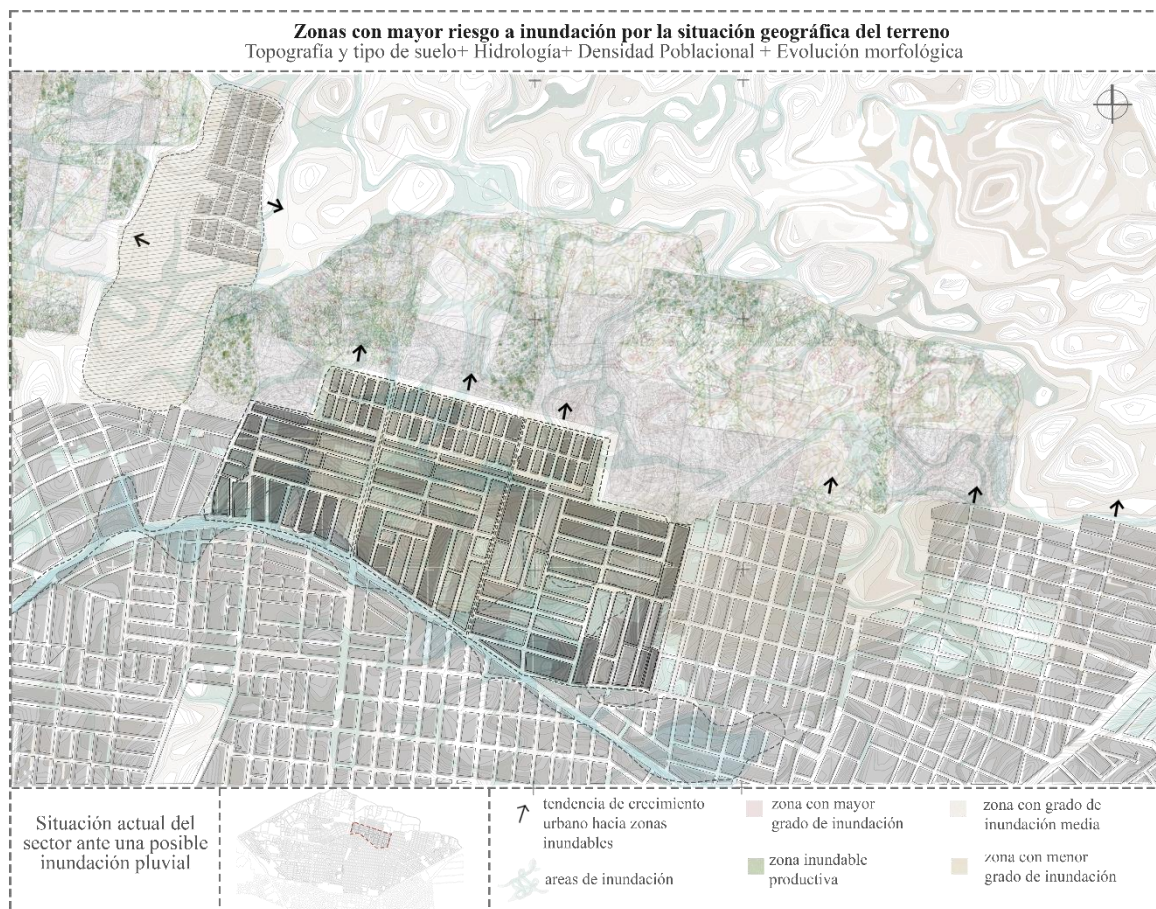 Zonas con mayor riesgo a inundación por la situación geográfica del terreno
Topografía y tipo de suelo+ Hidrología+ Densidad Poblacional + Evolución morfológica
Situación actual del
sector ante una posible
inundación pluvial
tendencia de crecimiento
urbano hacia zonas
inundables
areas de inundación
zona con mayor
grado de inundación
zona inundable
productiva
zona con grado de
inundación media
zona con menor
grado de inundación